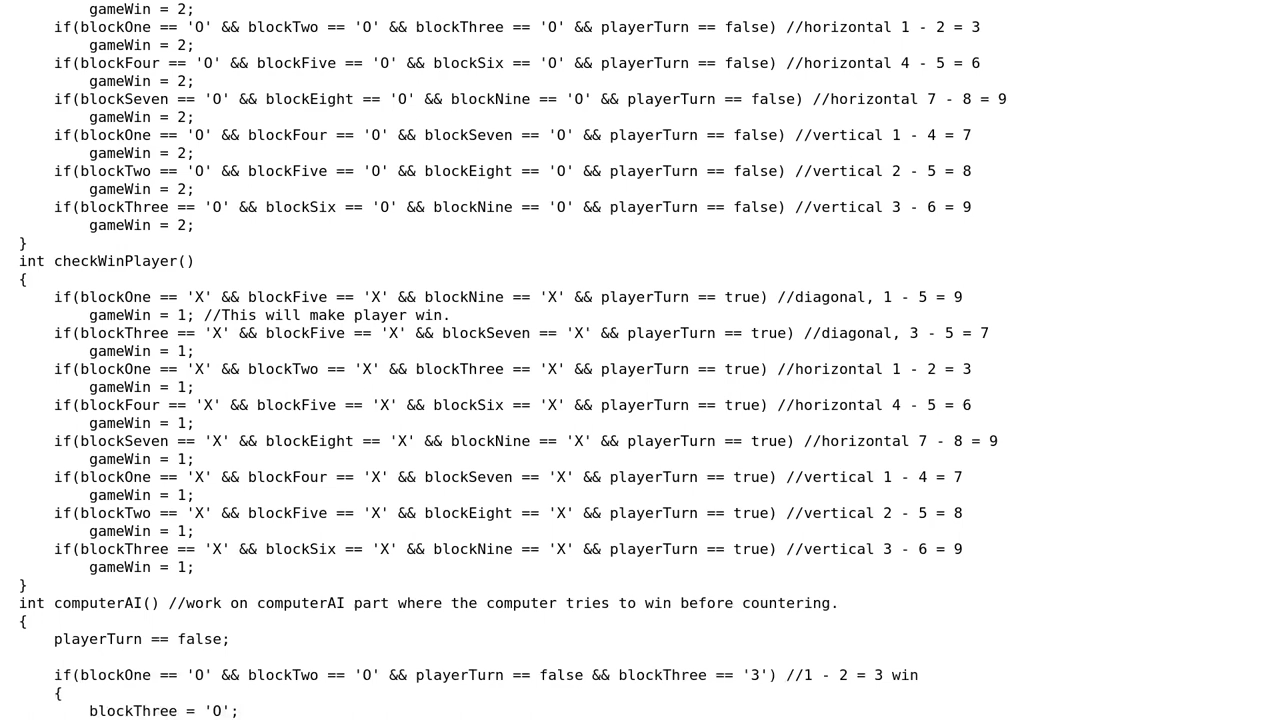 gameWin = 2;
if(blockOne == 'O' && blockTwo == 'O' && blockThree == 'O' && playerTurn == false) //horizontal 1 - 2 = 3
gameWin = 2;
if(blockFour == 'O' && blockFive == 'O' && blockSix == 'O' && playerTurn == false) //horizontal 4 - 5 = 6
gameWin = 2;
if(blockSeven == 'O' && blockEight == 'O' && blockNine == 'O' && playerTurn == false) //horizontal 7 - 8 = 9
gameWin = 2;
if(blockOne == 'O' && blockFour == 'O' && blockSeven == 'O' && playerTurn == false) //vertical 1 - 4 = 7
gameWin = 2;
if(blockTwo == 'O' && blockFive == 'O' && blockEight == 'O' && playerTurn == false) //vertical 2 - 5 = 8
gameWin = 2;
if(blockThree == 'O' && blockSix == 'O' && blockNine == 'O' && playerTurn == false) //vertical 3 - 6 = 9
gameWin = 2;
}
int checkWinPlayer()
{
if(blockOne == 'X' && blockFive == 'X' && blockNine == 'X' && playerTurn == true) //diagonal, 1 - 5 = 9
gameWin = 1; //This will make player win.
if(blockThree == 'X' && blockFive == 'X' && blockSeven == 'X' && playerTurn == true) //diagonal, 3 - 5 = 7
gameWin = 1;
if(blockOne == 'X' && blockTwo == 'X' && blockThree == 'X' && playerTurn == true) //horizontal 1 - 2 = 3
gameWin = 1;
if(blockFour == 'X' && blockFive == 'X' && blockSix == 'X' && playerTurn == true) //horizontal 4 - 5 = 6
gameWin = 1;
if(blockSeven == 'X' && blockEight == 'X' && blockNine == 'X' && playerTurn == true) //horizontal 7 - 8 = 9
gameWin = 1;
if(blockOne == 'X' && blockFour == 'X' && blockSeven == 'X' && playerTurn == true) //vertical 1 - 4 = 7
gameWin = 1;
if(blockTwo == 'X' && blockFive == 'X' && blockEight == 'X' && playerTurn == true) //vertical 2 - 5 = 8
gameWin = 1;
if(blockThree == 'X' && blockSix == 'X' && blockNine == 'X' && playerTurn == true) //vertical 3 - 6 = 9
gameWin = 1;
}
int computerAI() //work on computerAI part where the computer tries to win before countering.
{
playerTurn == false;
if(blockOne == 'O' && blockTwo == 'O' && playerTurn == false && blockThree == '3') //1 - 2 = 3 win
{
blockThree = 'O';